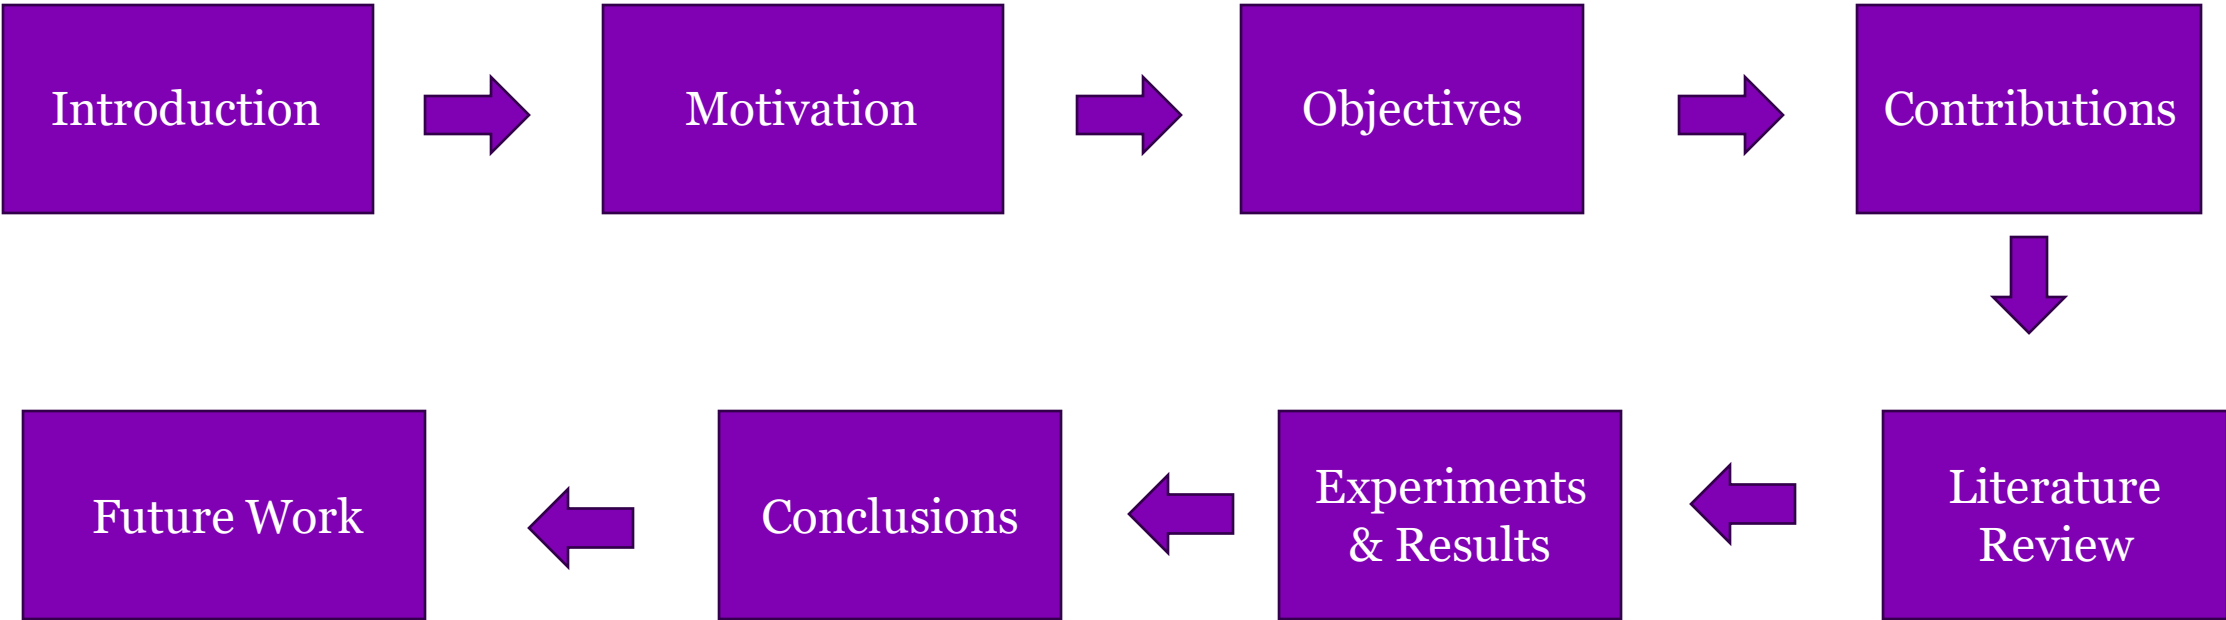 Introduction
Motivation
Objectives
Contributions
Literature
Review
Experiments
& Results
Conclusions
Future Work